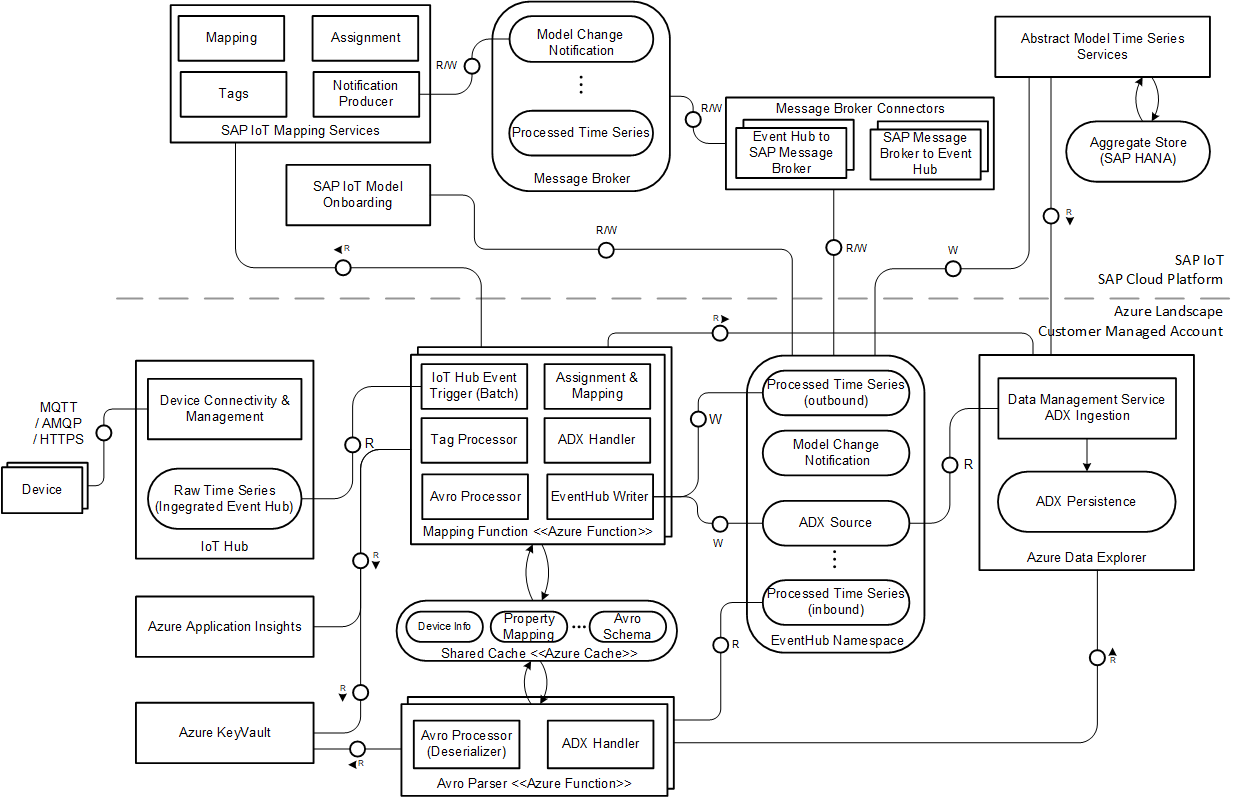 Mapping
Assignment
Tags
Notification
Producer
SAP IoT Mapping Services
R/W
Model Change
Notification
Processed Time Series
Message Broker
R/W
Message Broker Connectors
Event Hub to
SAP Message
Broker
SAP Message
Broker to Event
Hub
Abstract Model Time Series
Services
Aggregate Store
(SAP HANA)
SAP IoT Model
Onboarding
R
R/W
R/W
W
R
SAP IoT
SAP Cloud Platform
Azure Landscape
Customer Managed Account
R
MQTT
/ AMQP
/ HTTPS
Device
Device Connectivity &
Management
Raw Time Series
(Ingegrated Event Hub)
IoT Hub
R
IoT Hub Event
Trigger (Batch)
Assignment &
Mapping
Tag Processor
ADX Handler
Avro Processor
EventHub Writer
Mapping Function <<Azure Function>>
W
W
Processed Time Series
(outbound)
Model Change
Notification
ADX Source
Processed Time Series
(inbound)
EventHub Namespace
R
Data Management Service
ADX Ingestion
ADX Persistence
Azure Data Explorer
R
Azure Application Insights
Device Info
Property
Mapping
Avro
Schema
Shared Cache <<Azure Cache>>
R
R
R
Azure KeyVault
R
Avro Processor
(Deserializer)
ADX Handler
Avro Parser <<Azure Function>>